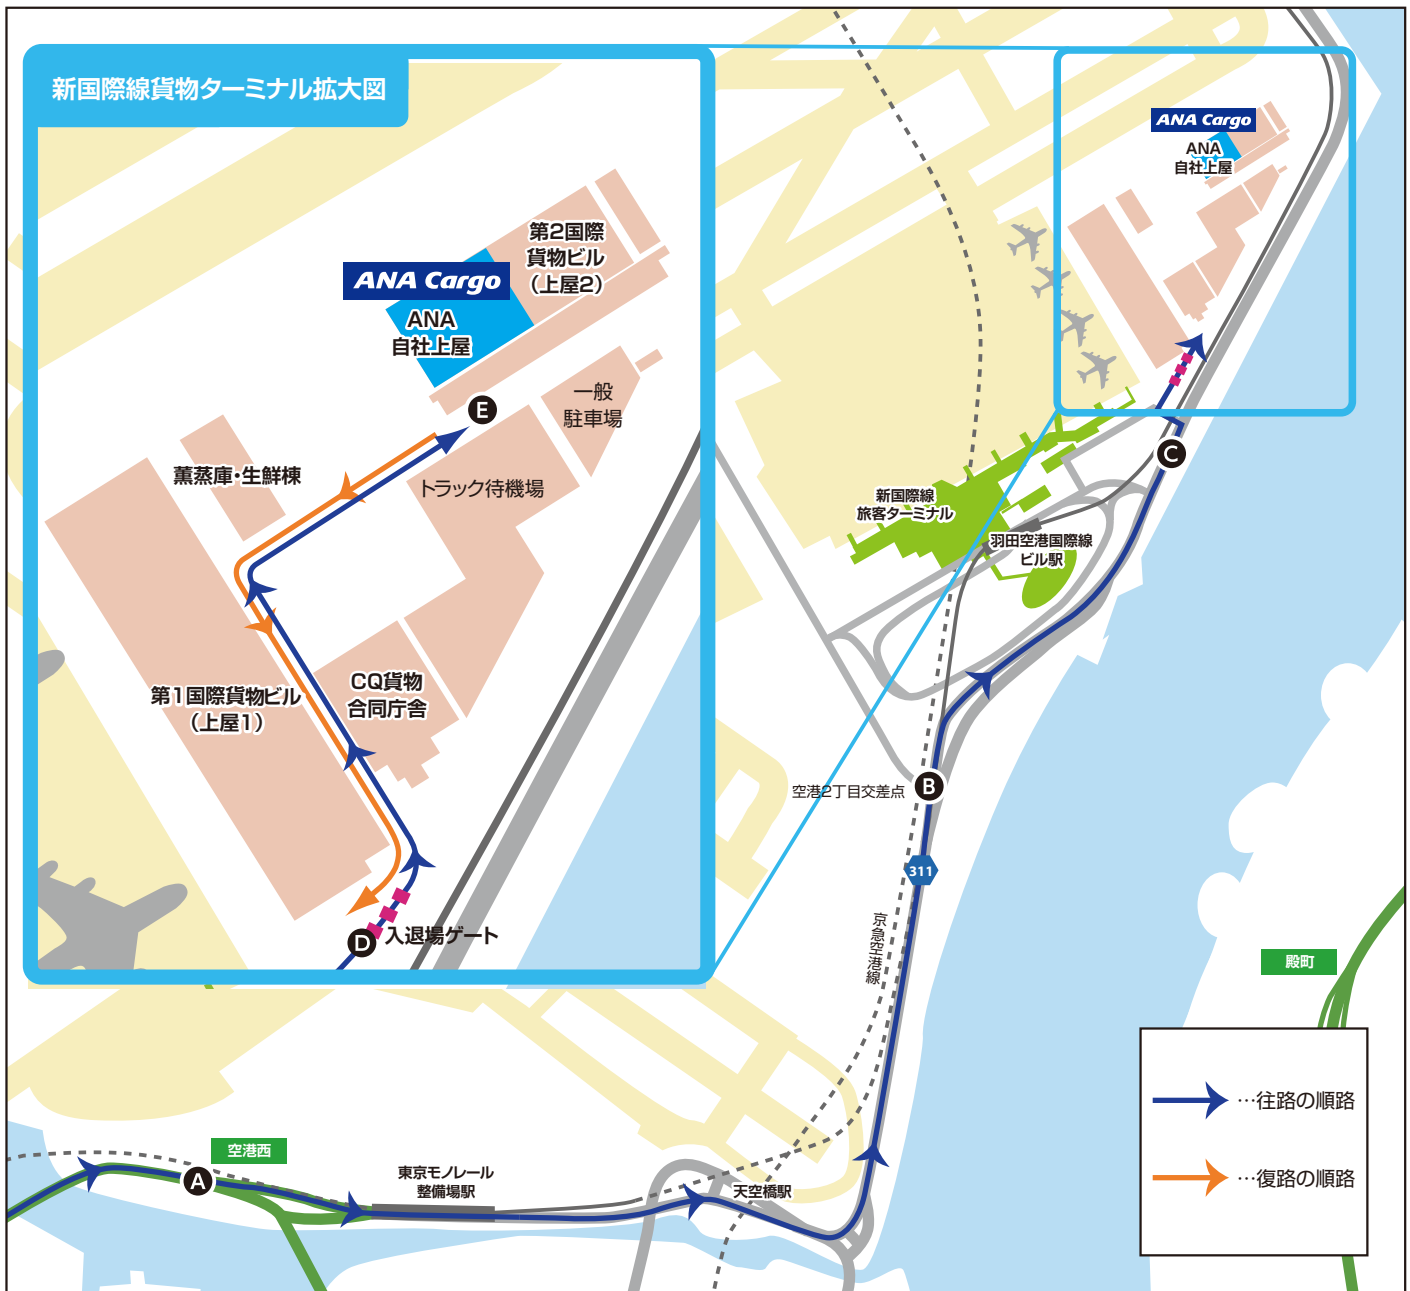 新国際線貨物ターミナル拡大図
ANA Cargo
ANA
自社上屋
第2国際
貨物ビル
（上屋2）
ANA Cargo
ANA
自社上屋
E
一般
駐車場
薫蒸庫・生鮮棟
トラック待機場
第1国際貨物ビル
（上屋1）
CQ貨物
合同庁舎
D
入退場ゲート
C
新国際線
旅客ターミナル
羽田空港国際線
ビル駅
空港2丁目交差点
B
311
京急空港線
殿町
空港西
A
東京モノレール
整備場駅
天空橋駅
…往路の順路
…復路の順路